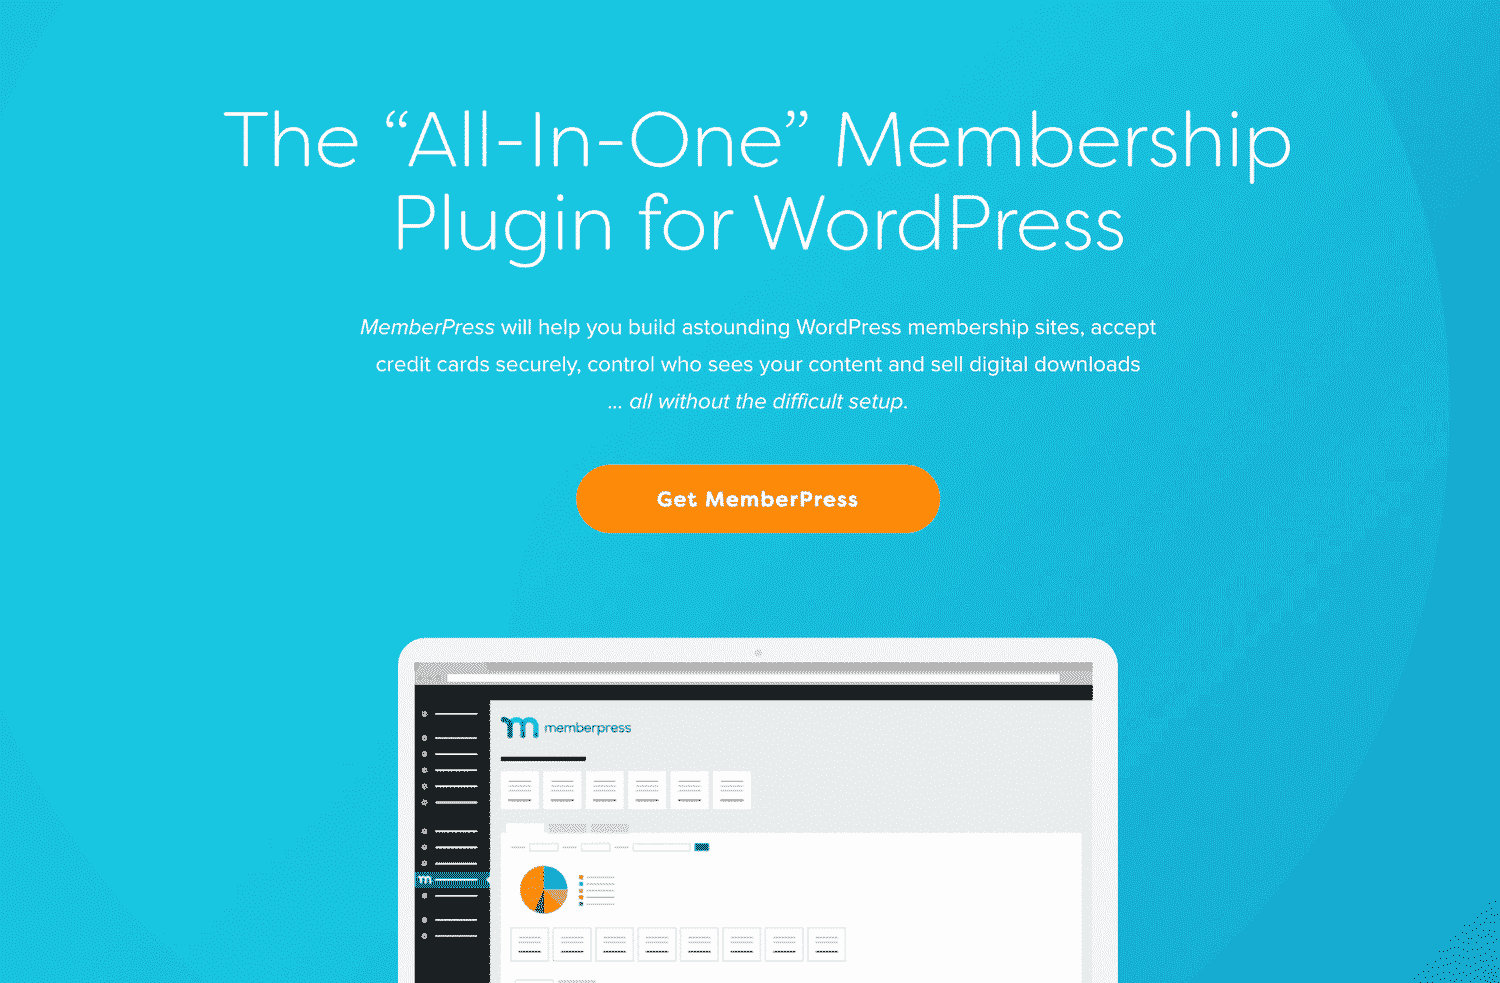 The “All-In-One” Membership
Plugin for WordPress
MemberPress will help you build astounding WordPress membership sites, accept
credit cards securely, control who sees your content and sell digital downloads
... all without the difficult setup.
Get MemberPress
m memberpress
m